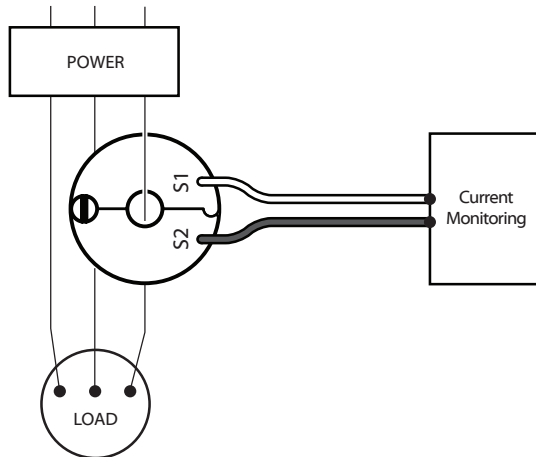 POWER
S1
S2
Current
Monitoring
LOAD